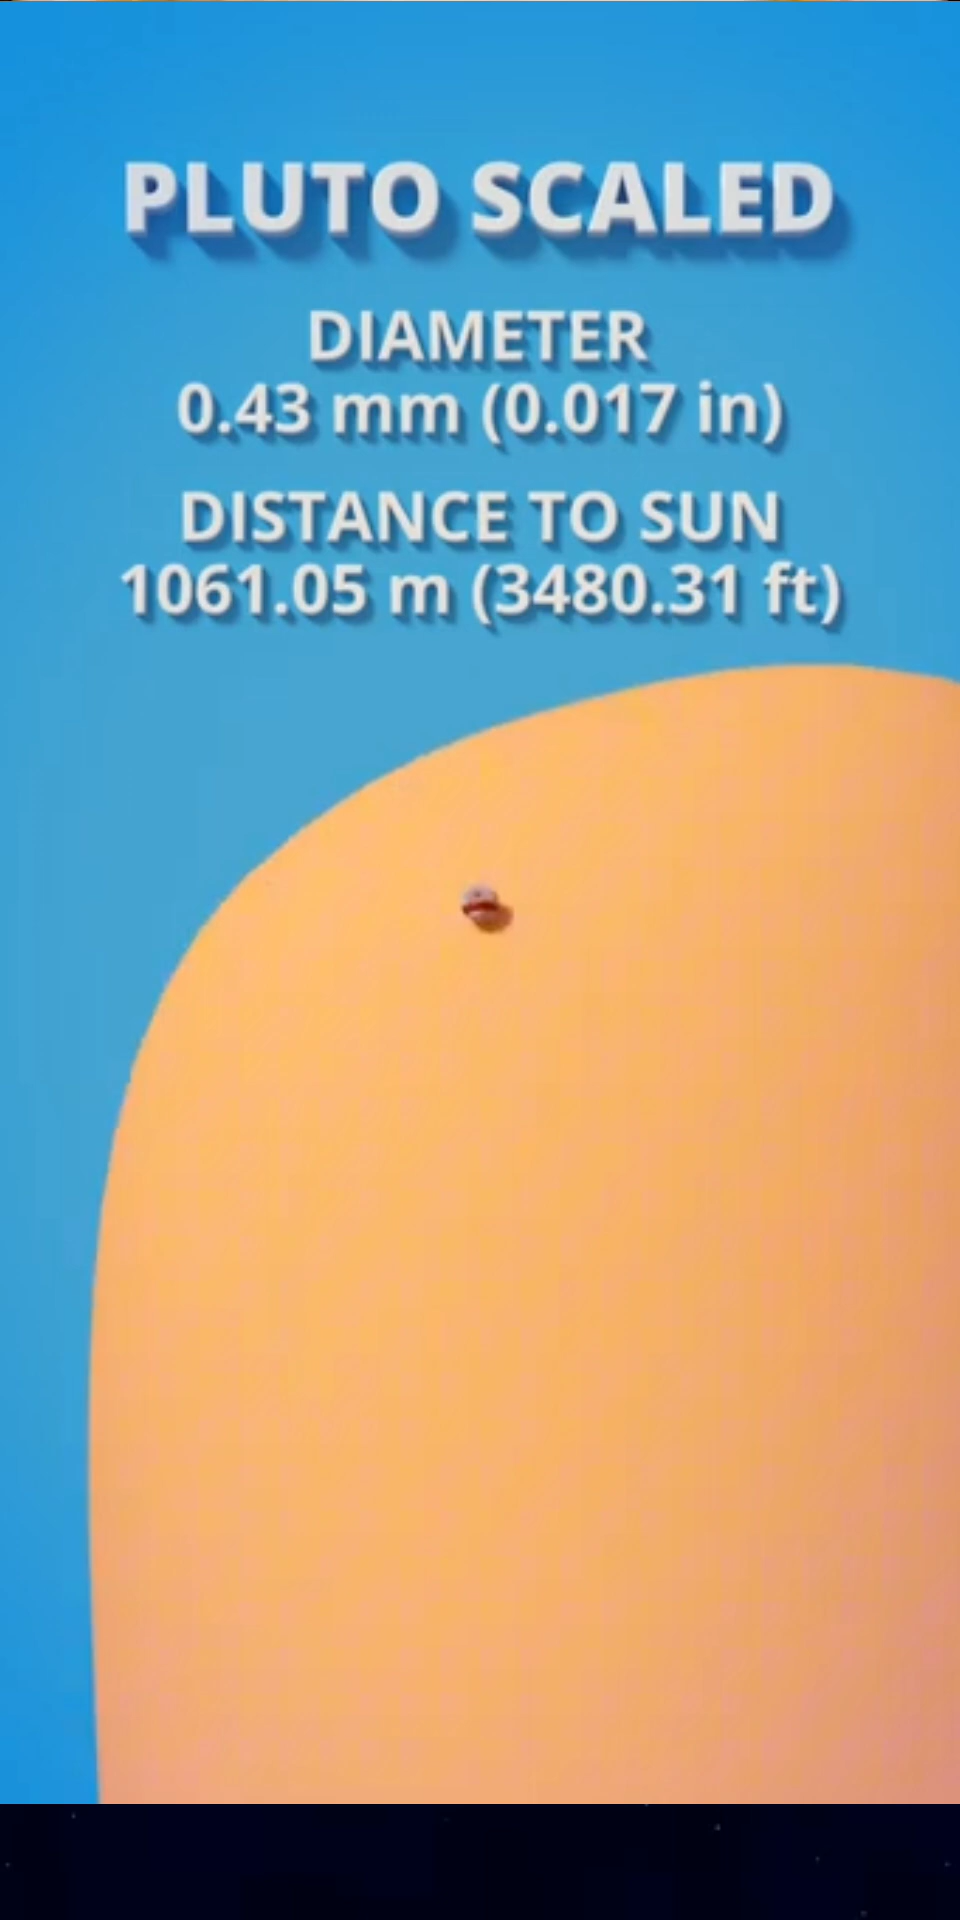 PLUTO SCALED
DIAMETER
0.43 mm (0.017 in)
DISTANCE TO SUN
1061.05 m (3480.31 ft)